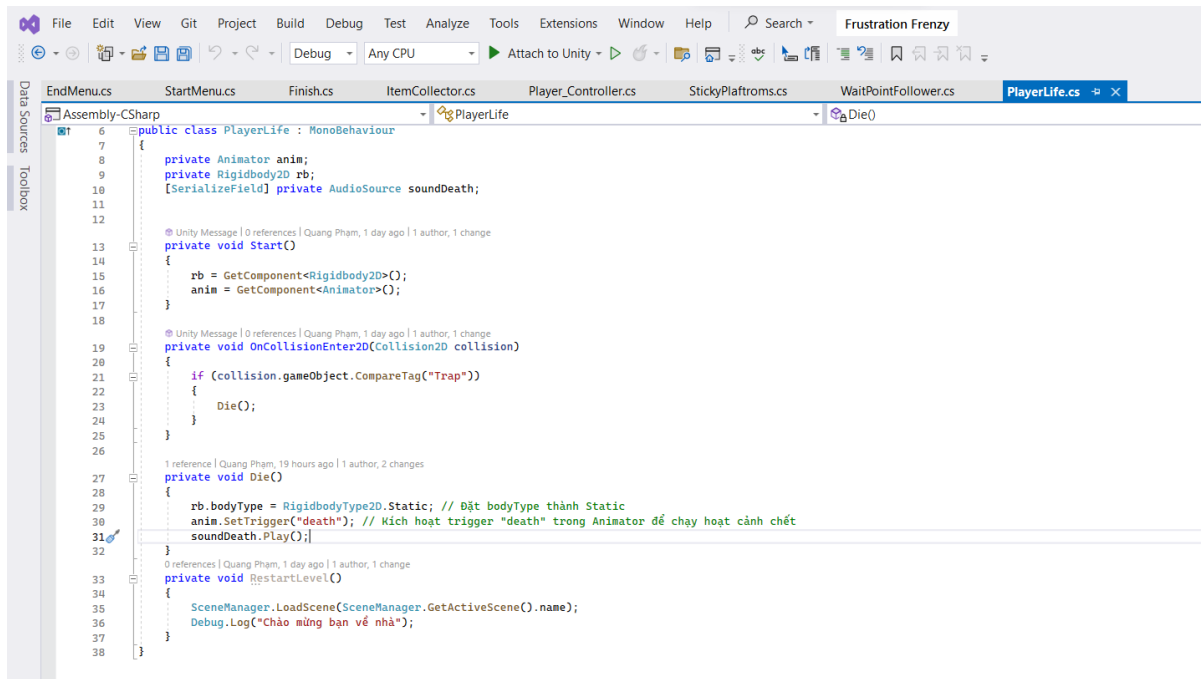 File Edit View Git Project Build Debug Test Analyze Tools Extensions Window Help Search Frustration Frenzy
Debug Any CPU Attach to Unity abc
Data Sources
Toolbox
EndMenu.cs StartMenu.cs Finish.cs ItemCollector.cs Player_Controller.cs StickyPlaftroms.cs WaitPointFollower.cs PlayerLife.cs
Assembly-CSharp PlayerLife Die()
6 public class PlayerLife : MonoBehaviour
7 {
8 private Animator anim;
9 private Rigidbody2D rb;
10 [SerializeField] private AudioSource soundDeath;
11
12
Unity Message | 0 references | Quang Phạm, 1 day ago | 1 author, 1 change
13 private void Start()
14 {
15 rb = GetComponent<Rigidbody2D>();
16 anim = GetComponent<Animator>();
17 }
18
Unity Message | 0 references | Quang Phạm, 1 day ago | 1 author, 1 change
19 private void OnCollisionEnter2D(Collision2D collision)
20 {
21 if (collision.gameObject.CompareTag("Trap"))
22 {
23 Die();
24 }
25 }
26
1 reference | Quang Phạm, 19 hours ago | 1 author, 2 changes
27 private void Die()
28 {
29 rb.bodyType = RigidbodyType2D.Static; // Đặt bodyType thành Static
30 anim.SetTrigger("death"); // Kích hoạt trigger "death" trong Animator để chạy hoạt cảnh chết
31 soundDeath.Play();
32 }
0 references | Quang Phạm, 1 day ago | 1 author, 1 change
33 private void RestartLevel()
34 {
35 SceneManager.LoadScene(SceneManager.GetActiveScene().name);
36 Debug.Log("Chào mừng bạn về nhà");
37 }
38 }